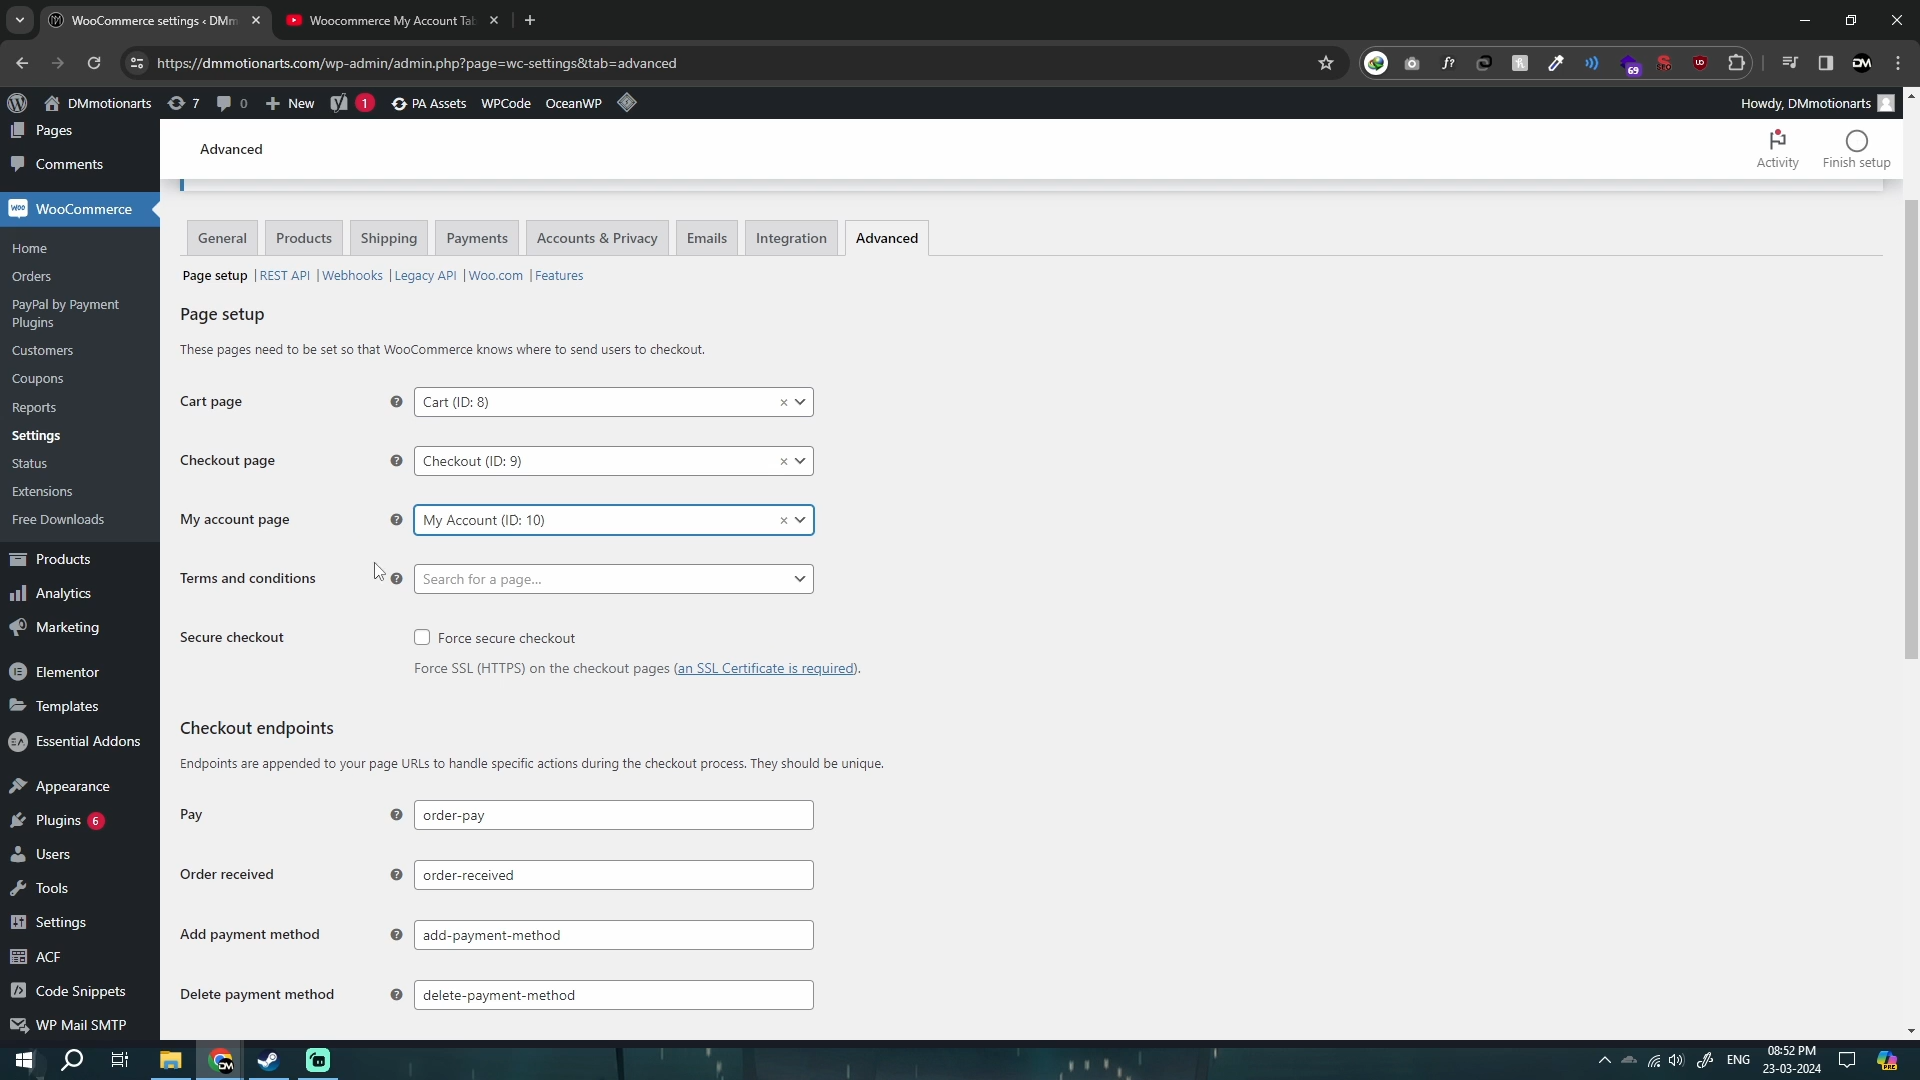 WooCommerce settings ‹ DMm
Woocommerce My Account Ta
https://dmmotionarts.com/wp-admin/admin.php?page=wc-settings&tab=advanced
69
DMmotionarts
7
0
New
1
PA Assets
WPCode
OceanWP
Howdy, DMmotionarts
Pages
Comments
WooCommerce
Home
Orders
PayPal by Payment
Plugins
Customers
Coupons
Reports
Settings
Status
Extensions
Free Downloads
Products
Analytics
Marketing
Elementor
Templates
Essential Addons
Appearance
Plugins 6
Users
Tools
Settings
ACF
Code Snippets
WP Mail SMTP
Advanced
Activity
Finish setup
General
Products
Shipping
Payments
Accounts & Privacy
Emails
Integration
Advanced
Page setup | REST API | Webhooks | Legacy API | Woo.com | Features
Page setup
These pages need to be set so that WooCommerce knows where to send users to checkout.
Cart page
Cart (ID: 8)
Checkout page
Checkout (ID: 9)
My account page
My Account (ID: 10)
Terms and conditions
Search for a page...
Secure checkout
Force secure checkout
Force SSL (HTTPS) on the checkout pages (an SSL Certificate is required).
Checkout endpoints
Endpoints are appended to your page URLs to handle specific actions during the checkout process. They should be unique.
Pay
order-pay
Order received
order-received
Add payment method
add-payment-method
Delete payment method
delete-payment-method
ENG
08:52 PM
23-03-2024